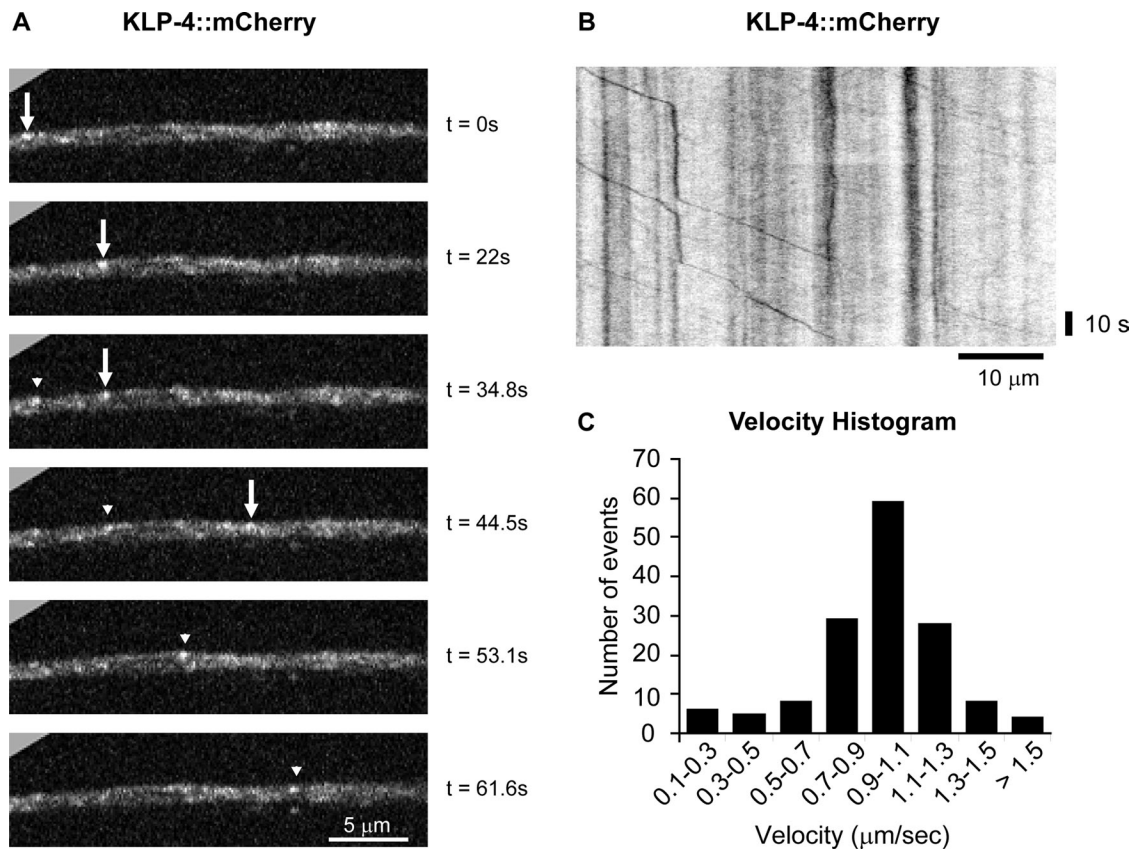 A KLP-4::mCherry
t = 0s
t = 22s
t = 34.8s
t = 44.5s
t = 53.1s
t = 61.6s
5 μm
B KLP-4::mCherry
10 s
10 μm
C Velocity Histogram
Number of events
70
60
50
40
30
20
10
0
0.1-0.3
0.3-0.5
0.5-0.7
0.7-0.9
0.9-1.1
1.1-1.3
1.3-1.5
> 1.5
Velocity (μm/sec)